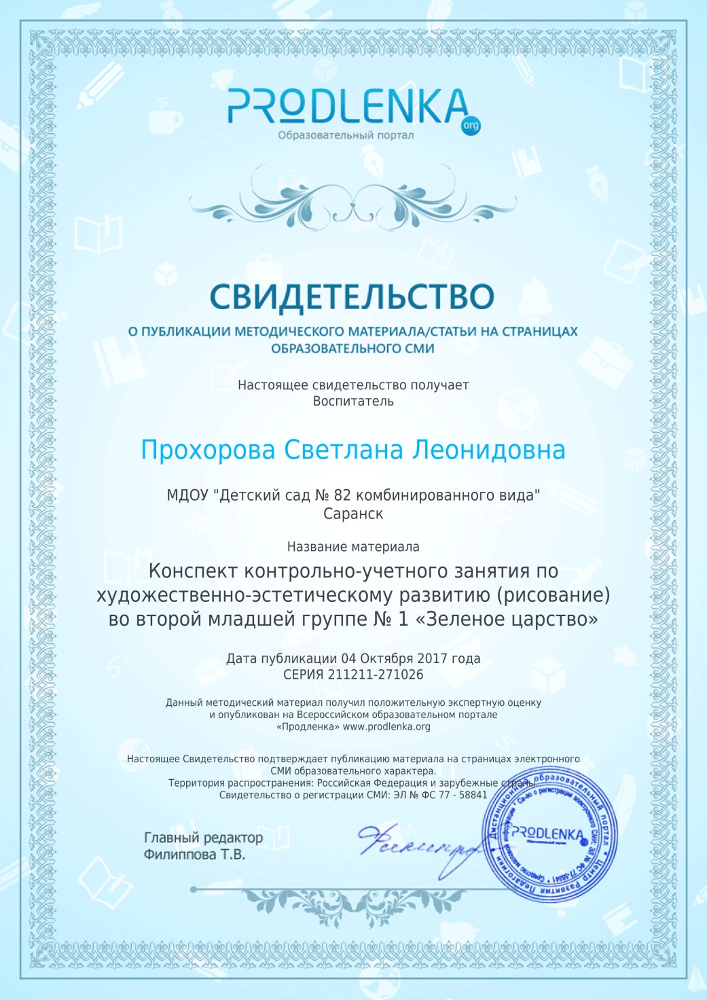 PRODLENKA
org
Образовательный портал
СВИДЕТЕЛЬСТВО
О ПУБЛИКАЦИИ МЕТОДИЧЕСКОГО МАТЕРИАЛА/СТАТЬИ НА СТРАНИЦАХ
ОБРАЗОВАТЕЛЬНОГО СМИ
Настоящее свидетельство получает
Воспитатель
Прохорова Светлана Леонидовна
МДОУ "Детский сад № 82 комбинированного вида"
Саранск
Название материала
Конспект контрольно-учетного занятия по
художественно-эстетическому развитию (рисование)
во второй младшей группе № 1 «Зеленое царство»
Дата публикации 04 Октября 2017 года
СЕРИЯ 211211-271026
Данный методический материал получил положительную экспертную оценку
и опубликован на Всероссийском образовательном портале
«Продленка» www.prodlenka.org
Настоящее Свидетельство подтверждает публикацию материала на страницах электронного
СМИ образовательного характера.
Территория распространения: Российская Федерация и зарубежные страны.
Свидетельство о регистрации СМИ: ЭЛ № ФС 77 - 58841
Главный редактор
Филиппова Т.В.
Дистанционный образовательный портал * Центр Развития Педагогики *
Св-во о регистрации электронного СМИ: ЭЛ № ФС 77-58841 * Средство массовой информации *
PRODLENKA